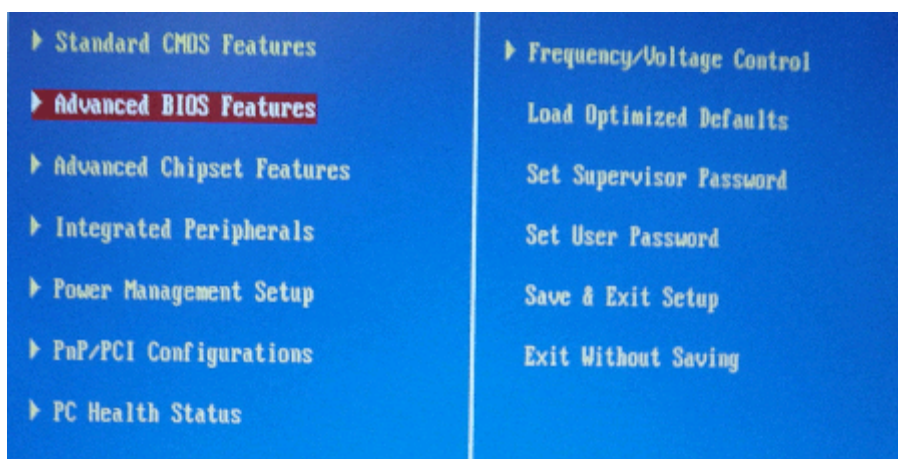 Standard CMOS Features
Advanced BIOS Features
Advanced Chipset Features
Integrated Peripherals
Power Management Setup
PnP/PCI Configurations
PC Health Status
Frequency/Voltage Control
Load Optimized Defaults
Set Supervisor Password
Set User Password
Save & Exit Setup
Exit Without Saving